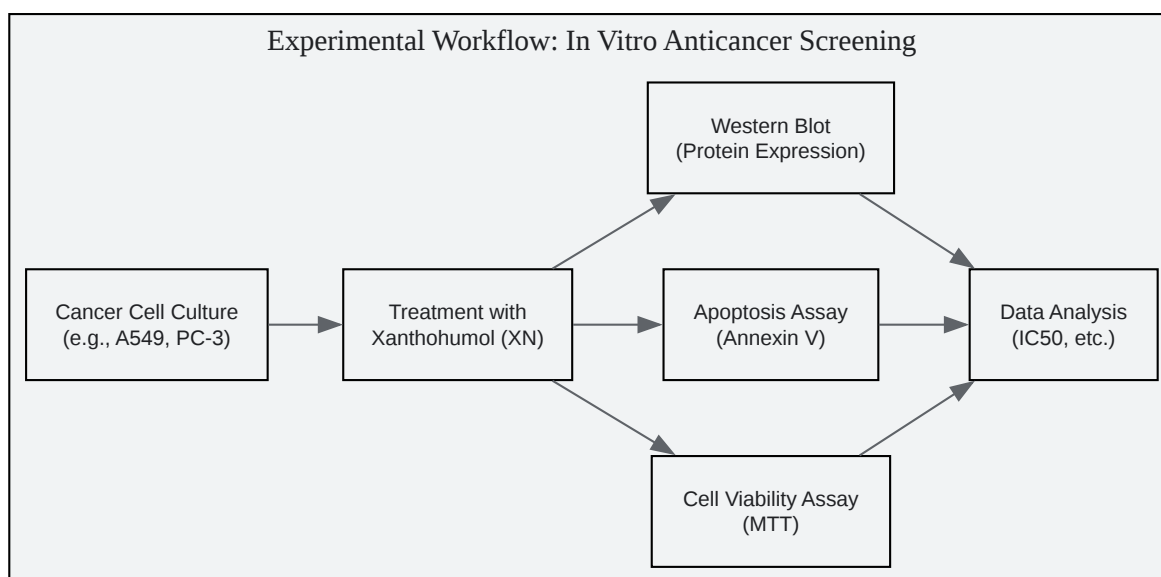 Experimental Workflow: In Vitro Anticancer Screening
Western Blot
(Protein Expression)
Cancer Cell Culture
(e.g., A549, PC-3)
Treatment with
Xanthohumol (XN)
Apoptosis Assay
(Annexin V)
Data Analysis
(IC50, etc.)
Cell Viability Assay
(MTT)